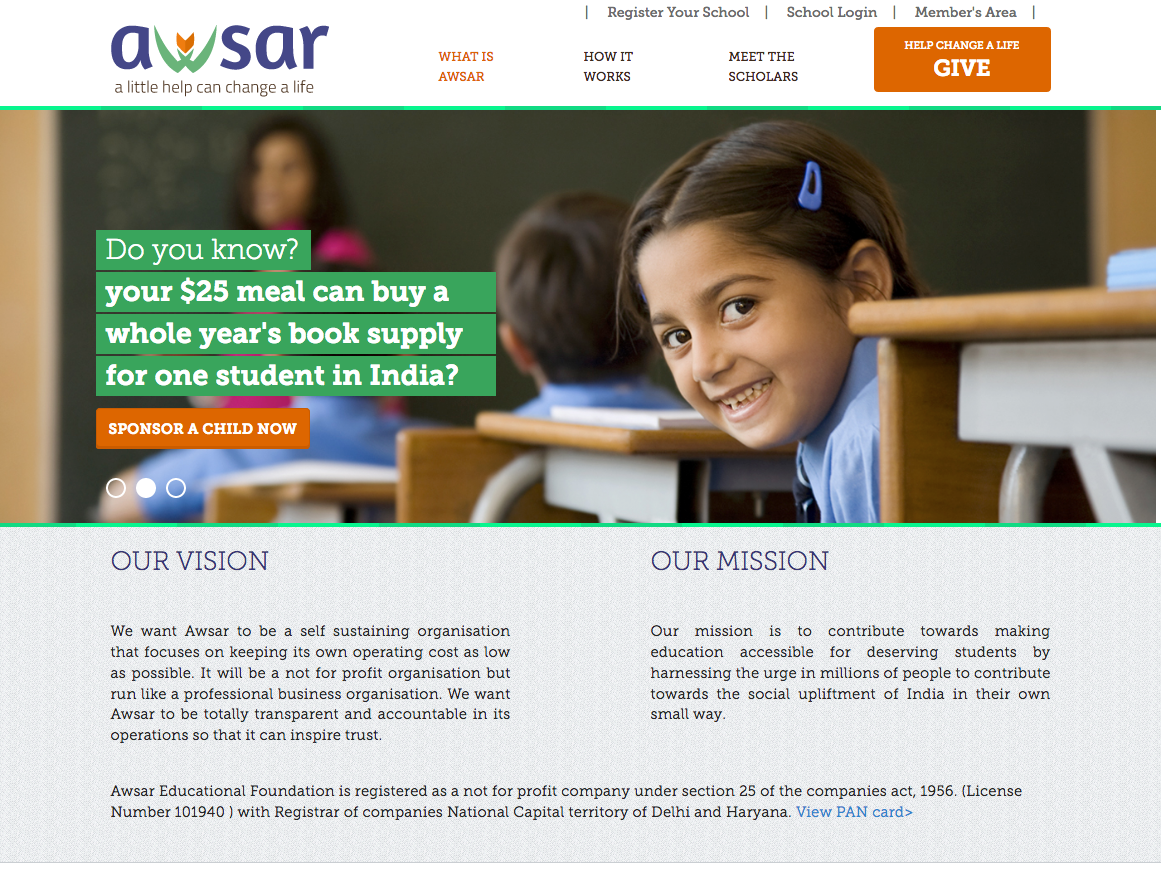 | Register Your School | School Login | Member's Area |
awsar
a little help can change a life
WHAT IS
AWSAR
HOW IT
WORKS
MEET THE
SCHOLARS
HELP CHANGE A LIFE
GIVE
Do you know?
your $25 meal can buy a
whole year's book supply
for one student in India?
SPONSOR A CHILD NOW
OUR VISION
We want Awsar to be a self sustaining organisation
that focuses on keeping its own operating cost as low
as possible. It will be a not for profit organisation but
run like a professional business organisation. We want
Awsar to be totally transparent and accountable in its
operations so that it can inspire trust.
OUR MISSION
Our mission is to contribute towards making
education accessible for deserving students by
harnessing the urge in millions of people to contribute
towards the social upliftment of India in their own
small way.
Awsar Educational Foundation is registered as a not for profit company under section 25 of the companies act, 1956. (License
Number 101940 ) with Registrar of companies National Capital territory of Delhi and Haryana. View PAN card>